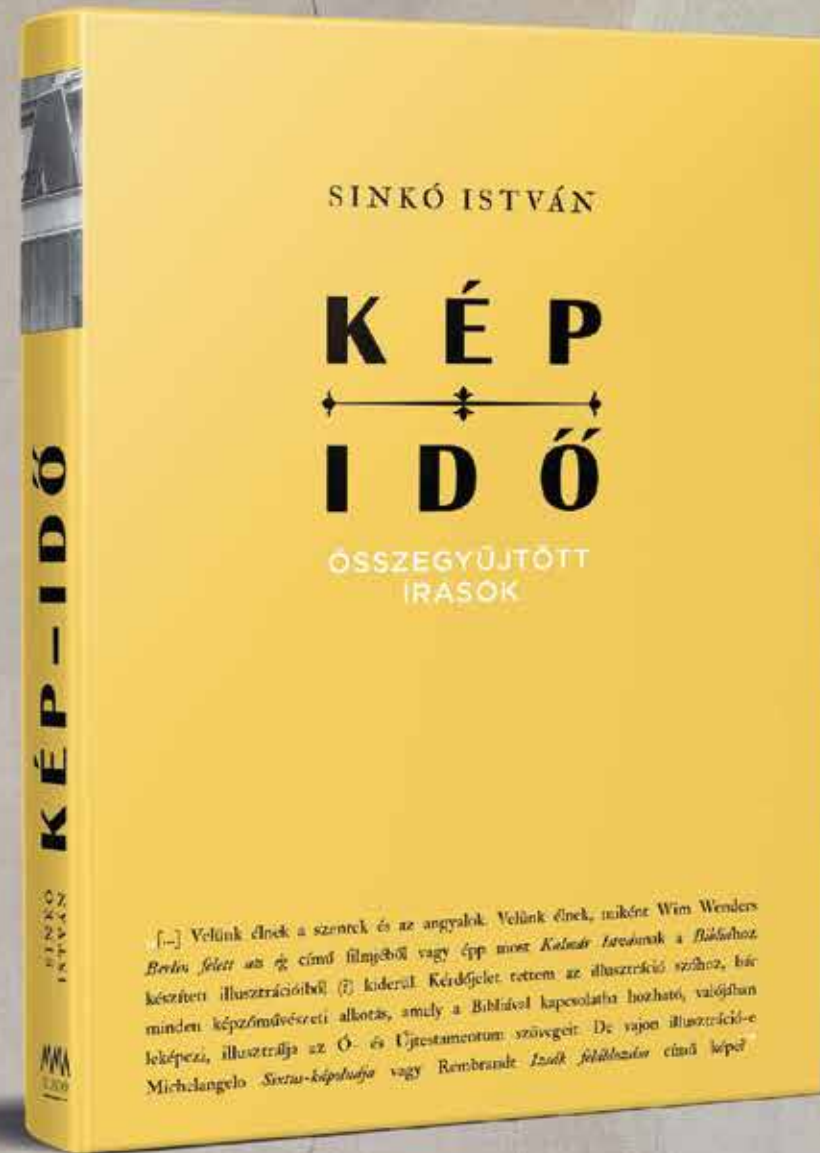 SINKÓ ISTVÁN
KÉP
IDŐ
ÖSSZEGYŰJTÖTT
ÍRÁSOK
„[...] Velünk élnek a szentek és az angyalok. Velünk élnek, miként Wim Wenders
Berlin felett az ég című filmjéből vagy épp most Kalmár Istvánnak a Bibliához
készített illusztrációiból (?) kiderül. Kérdőjelet tettem az illusztráció szóhoz, bár
minden képzőművészeti alkotás, amely a Bibliával kapcsolatba hozható, valójában
leképezi, illusztrálja az Ó- és Újtestamentum szövegeit. De vajon illusztráció-e
Michelangelo Sixtus-kápolnája vagy Rembrandt Izsák feláldozása című képe?"
KÉP–IDŐ
SINKÓ
ISTVÁN
MMA